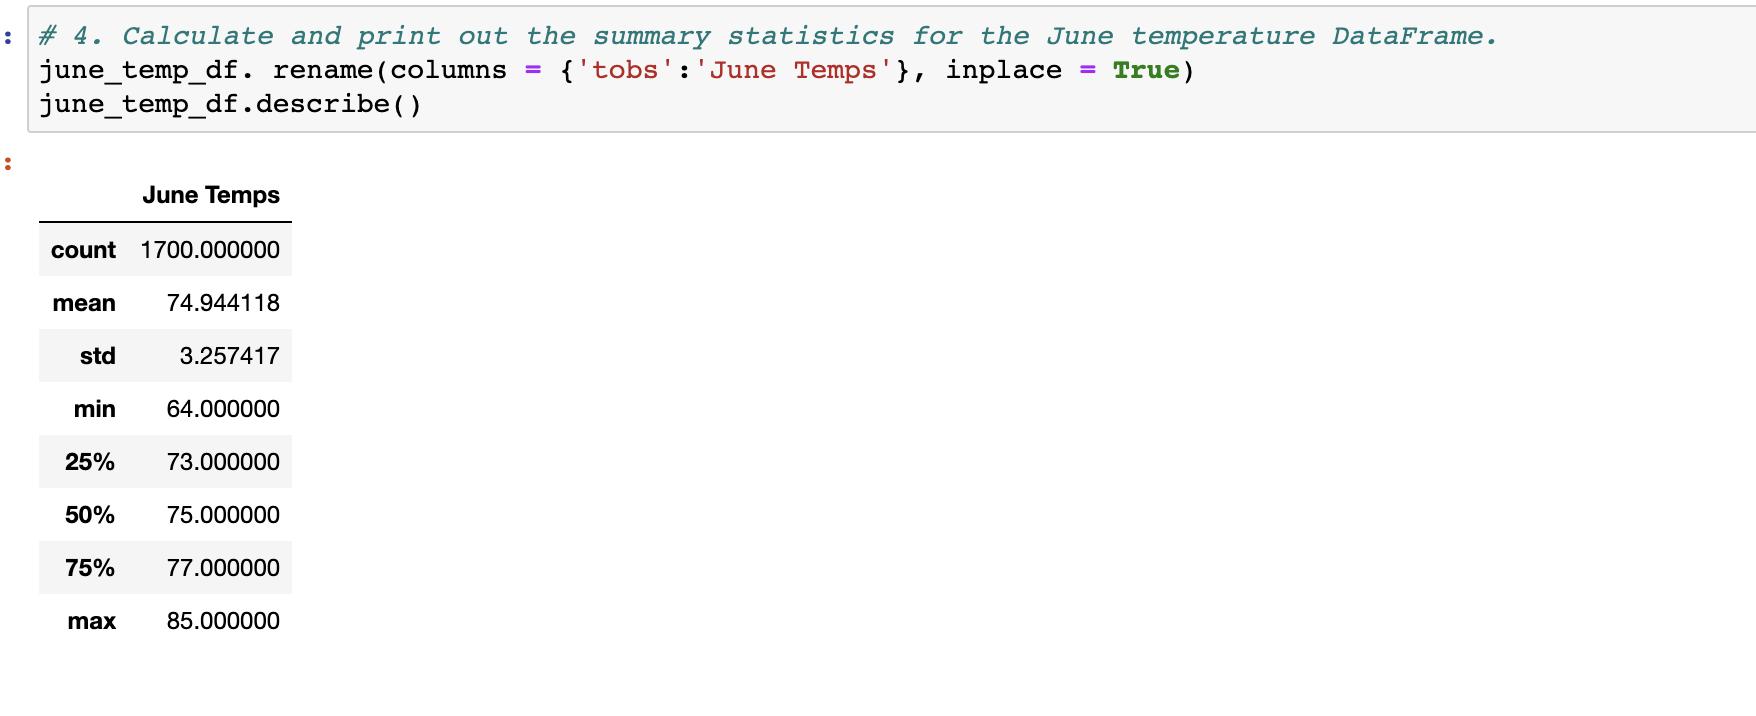 :
# 4. Calculate and print out the summary statistics for the June temperature DataFrame.
june_temp_df. rename(columns = {'tobs':'June Temps'}, inplace = True)
june_temp_df.describe()
:
June Temps
count 1700.000000
mean 74.944118
std 3.257417
min 64.000000
25% 73.000000
50% 75.000000
75% 77.000000
max 85.000000